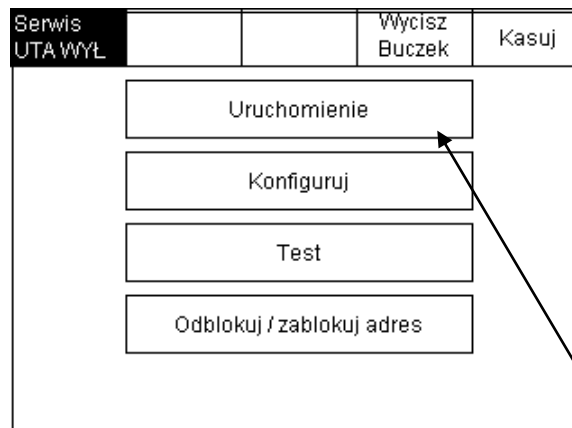 Serwis
UTA WYŁ
Wycisz
Buczek
Kasuj
Uruchomienie
Konfiguruj
Test
Odblokuj / zablokuj adres